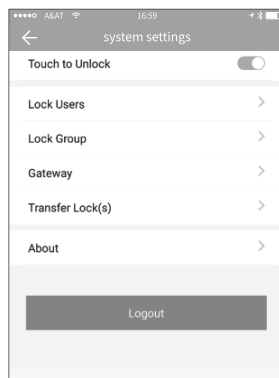 A&AT 16:59
system settings
Touch to Unlock
Lock Users
Lock Group
Gateway
Transfer Lock(s)
About
Logout